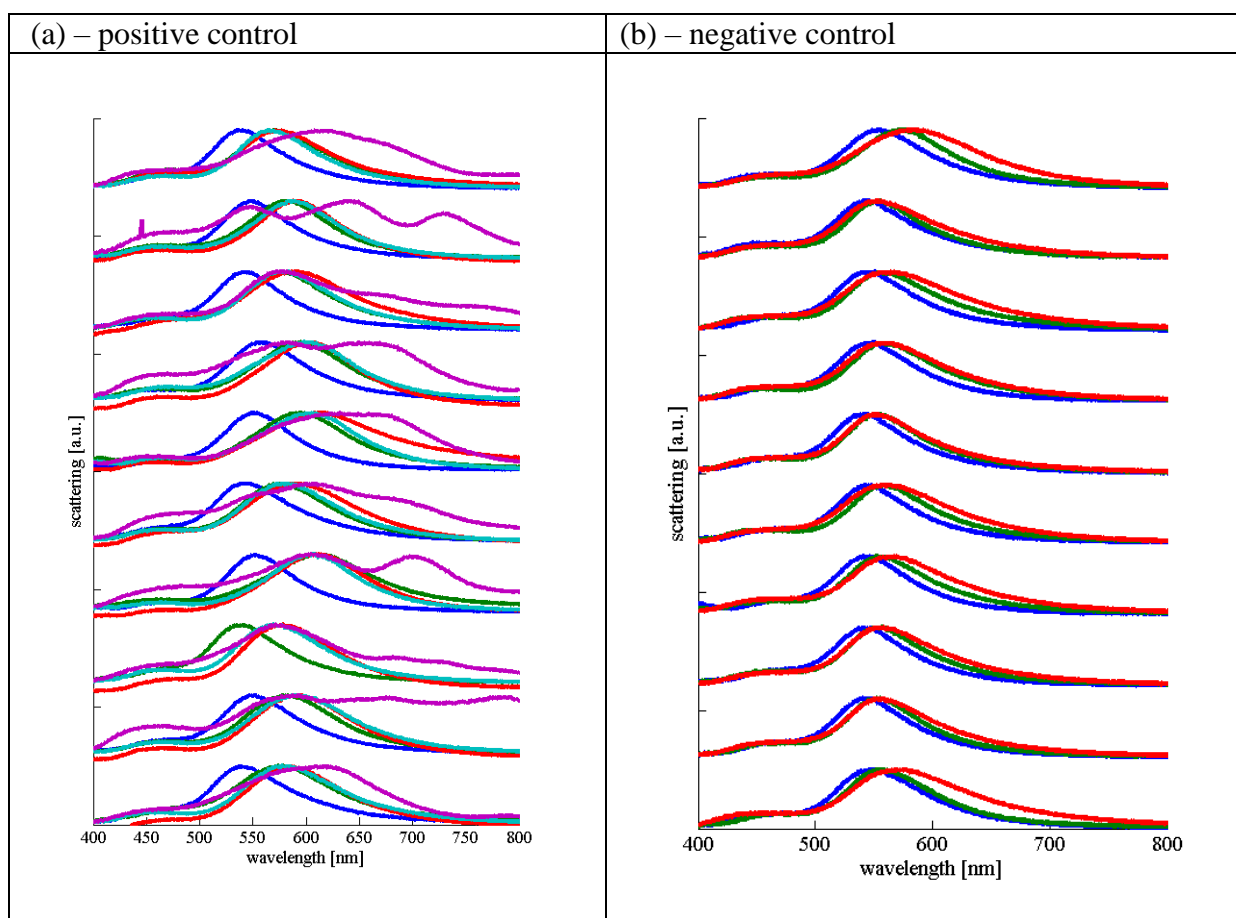 (a) – positive control
(b) – negative control
scattering [a.u.]
400 450 500 550 600 650 700 750 800
wavelength [nm]
scattering [a.u.]
400 500 600 700 800
wavelength [nm]